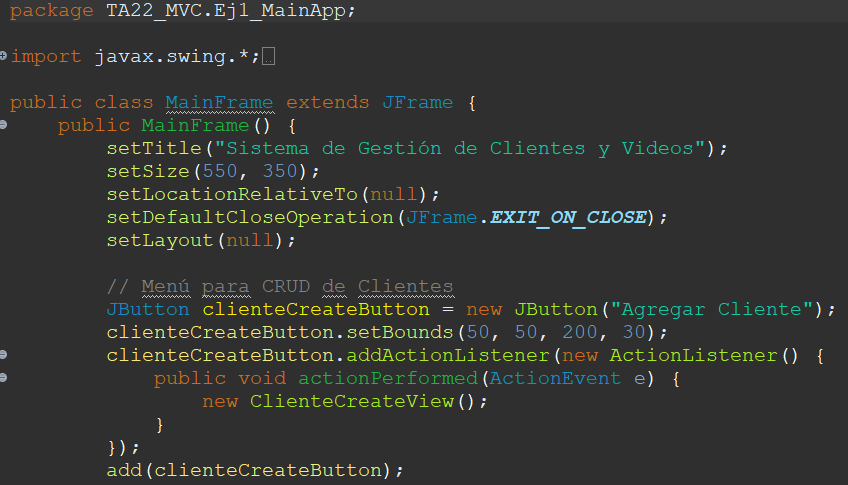 package TA22_MVC.Ej1_MainApp;
import javax.swing.*;
public class MainFrame extends JFrame {
public MainFrame() {
setTitle("Sistema de Gestión de Clientes y Videos");
setSize(550, 350);
setLocationRelativeTo(null);
setDefaultCloseOperation(JFrame.EXIT_ON_CLOSE);
setLayout(null);
// Menú para CRUD de Clientes
JButton clienteCreateButton = new JButton("Agregar Cliente");
clienteCreateButton.setBounds(50, 50, 200, 30);
clienteCreateButton.addActionListener(new ActionListener() {
public void actionPerformed(ActionEvent e) {
new ClienteCreateView();
}
});
add(clienteCreateButton);